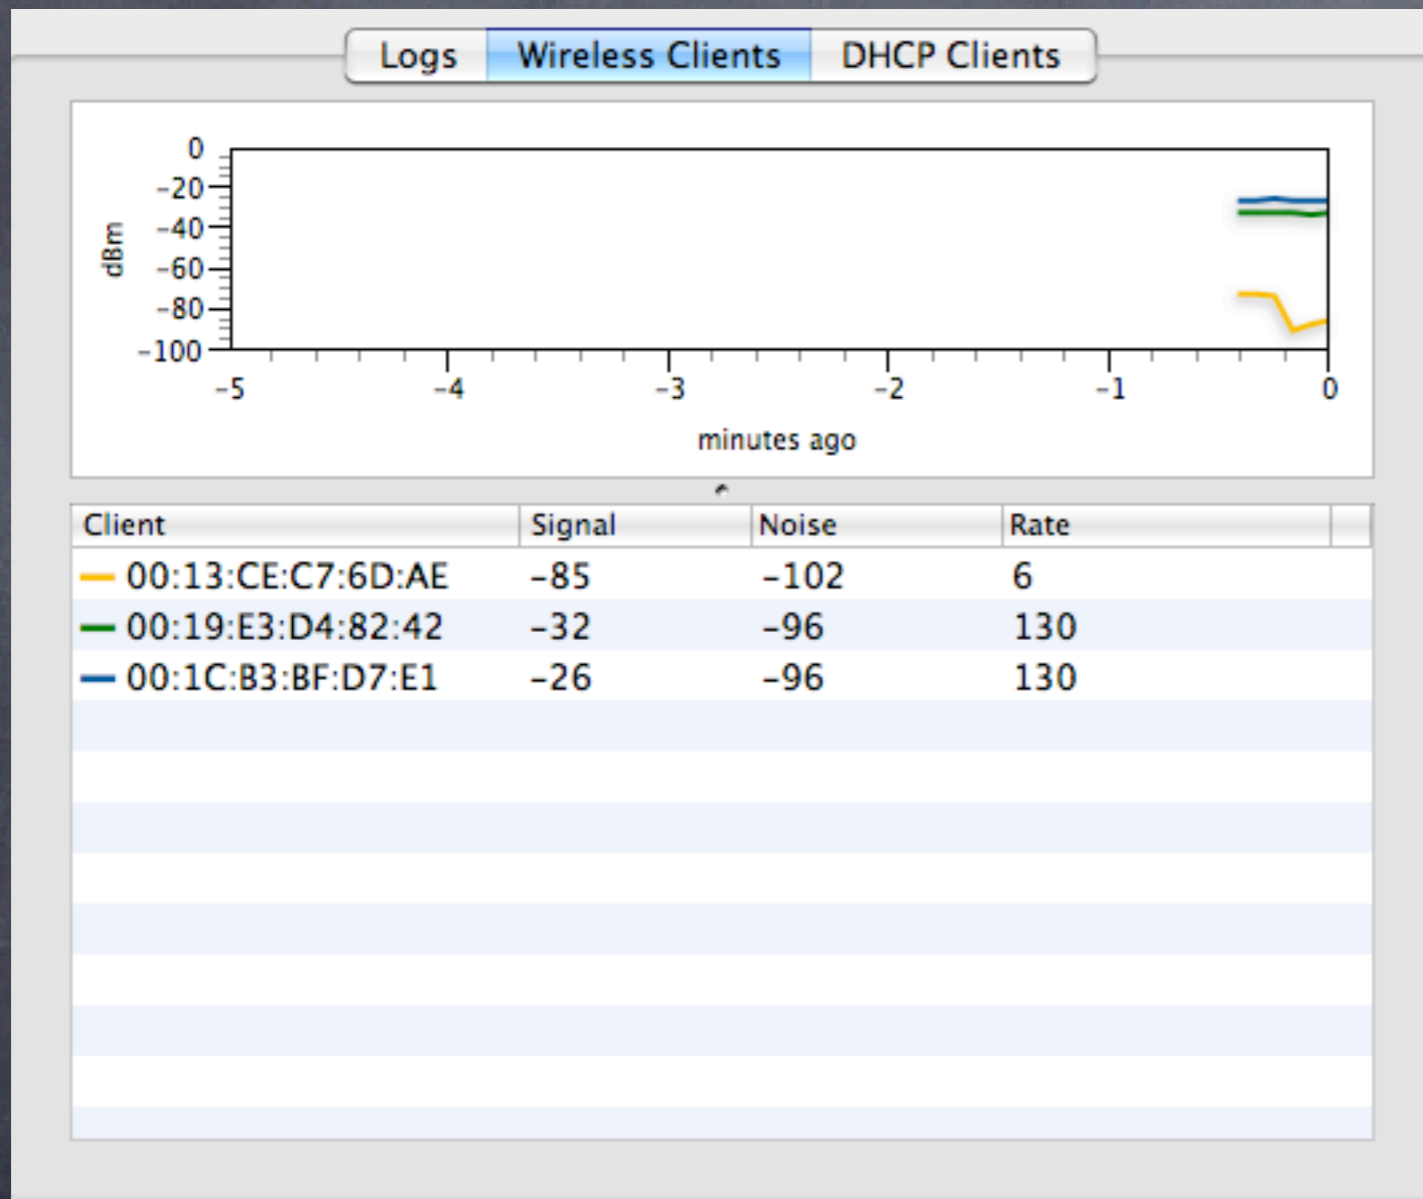 Logs Wireless Clients DHCP Clients
0
-20
-40
-60
-80
-100
dBm
-5 -4 -3 -2 -1 0
minutes ago
Client Signal Noise Rate
00:13:CE:C7:6D:AE -85 -102 6
00:19:E3:D4:82:42 -32 -96 130
00:1C:B3:BF:D7:E1 -26 -96 130